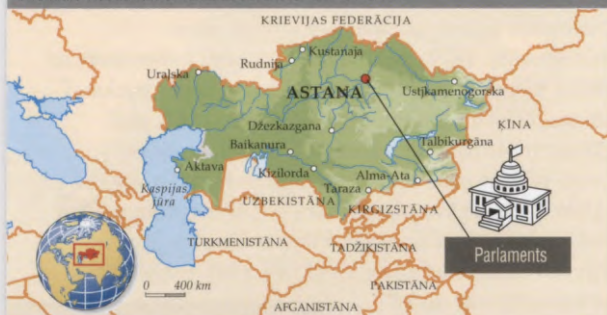 KRIEVIJAS FEDERĀCIJA
Kustanaja
Rudnija
Uralska
ASTANA
Ustjkamenogorska
ĶĪNA
Džezkazgana
Baikanura
Talbikurgāna
Aktava
Kizilorda
Alma-Ata
Taraza
Kaspijas
jūra
UZBEKISTĀNA
ĶIRGIZSTĀNA
TURKMENISTĀNA
TADŽIKISTĀNA
Parlaments
0 400 km
PAKISTĀNA
AFGANISTĀNA